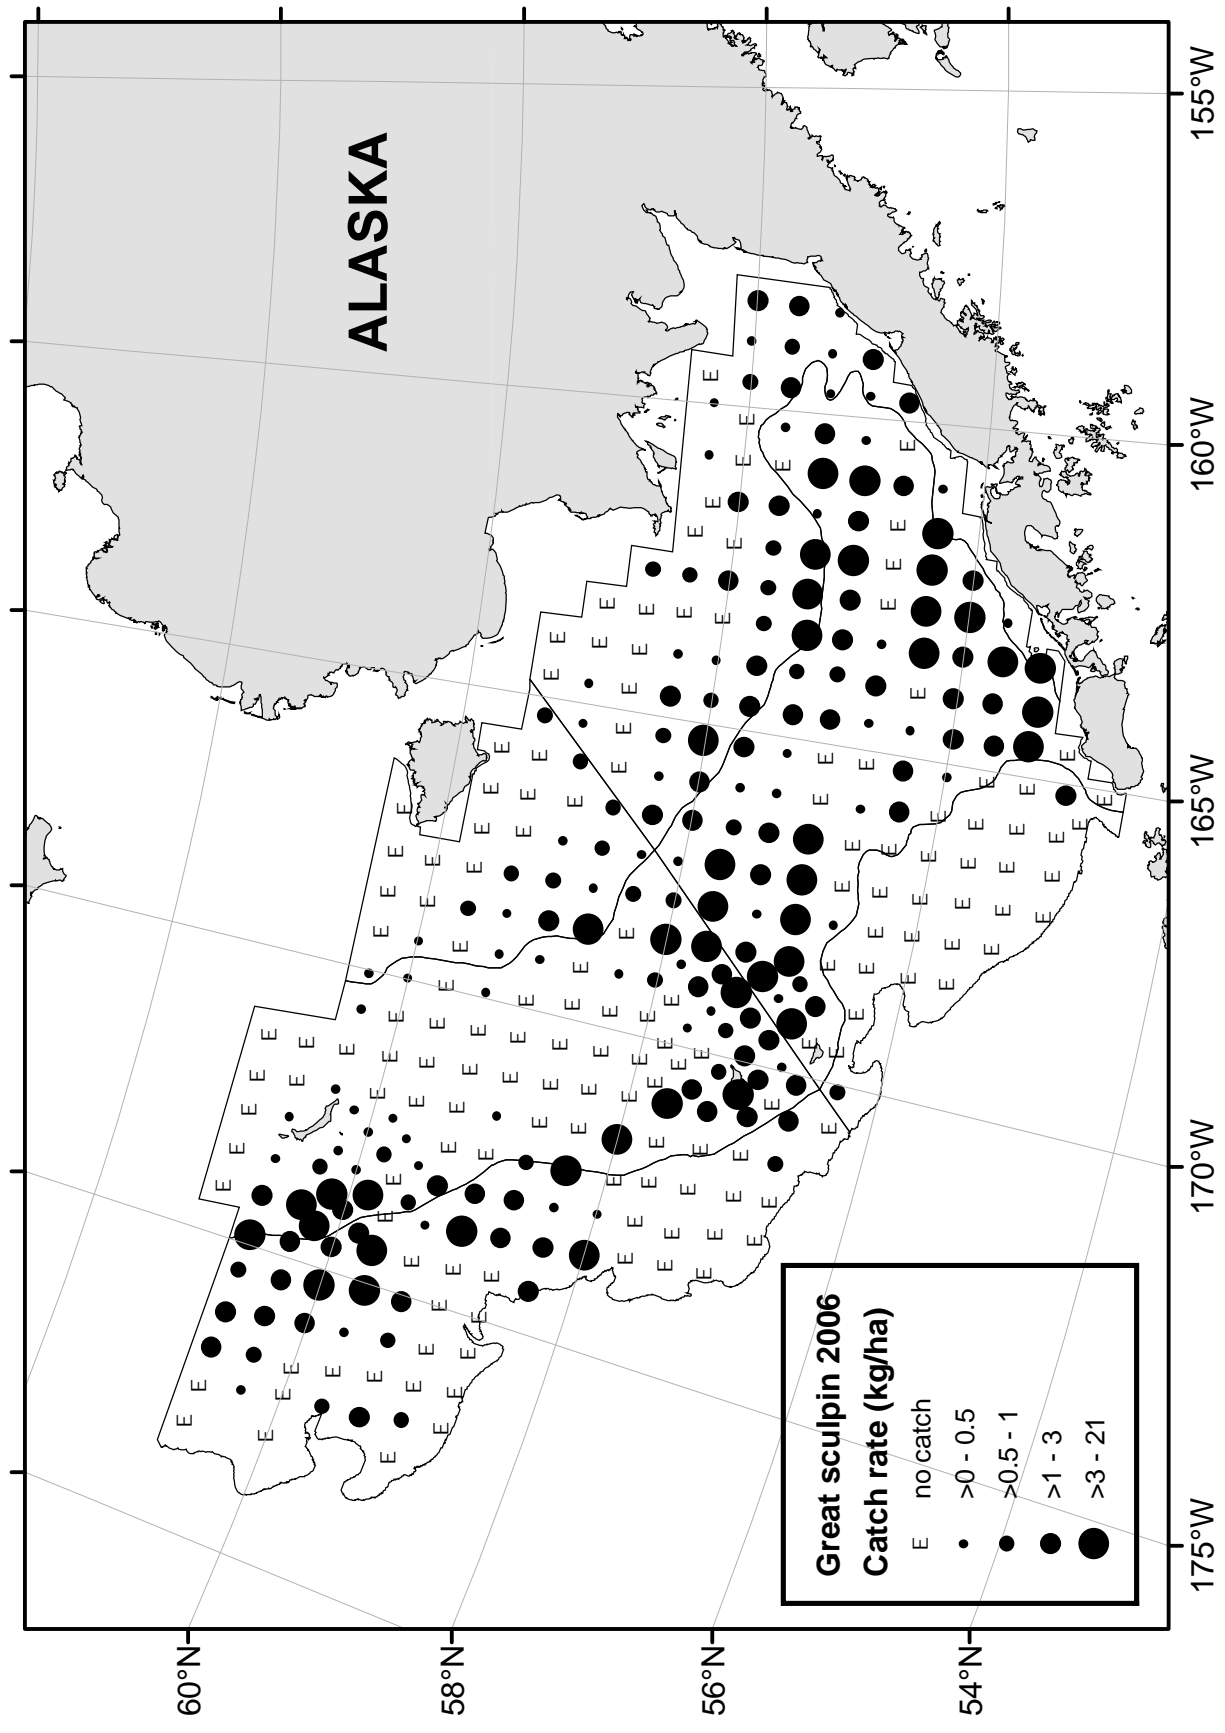 ALASKA
60°N
58°N
56°N
54°N
175°W
170°W
165°W
160°W
155°W
Great sculpin 2006
Catch rate (kg/ha)
E no catch
>0 - 0.5
>0.5 - 1
>1 - 3
>3 - 21